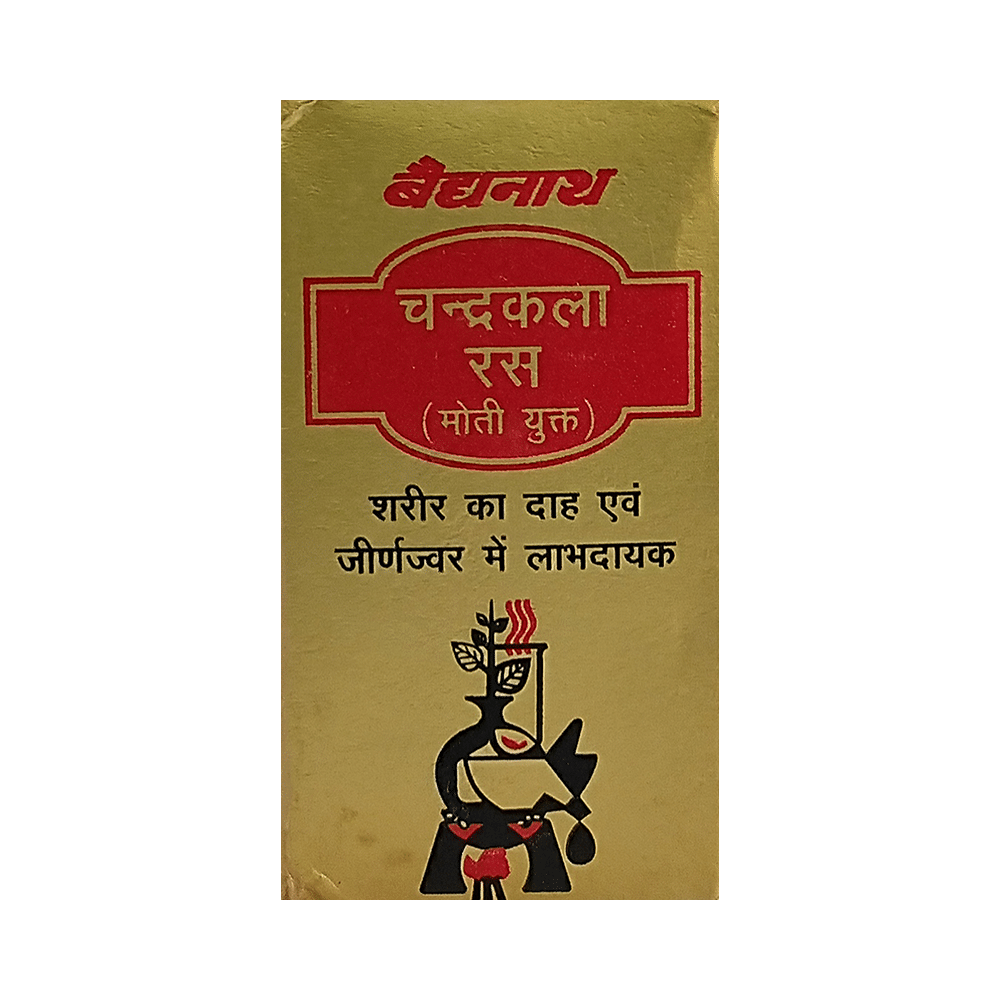 बैद्यनाथ
चन्द्रकला
रस
(मोती युक्त)
शरीर का दाह एवं
जीर्णज्वर में लाभदायक